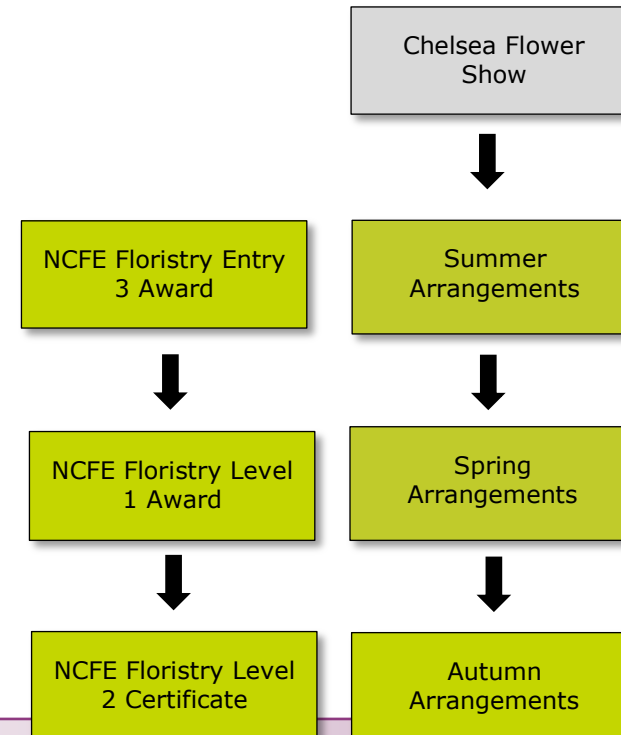 Chelsea Flower
Show
NCFE Floristry Entry
3 Award
Summer
Arrangements
NCFE Floristry Level
1 Award
Spring
Arrangements
NCFE Floristry Level
2 Certificate
Autumn
Arrangements